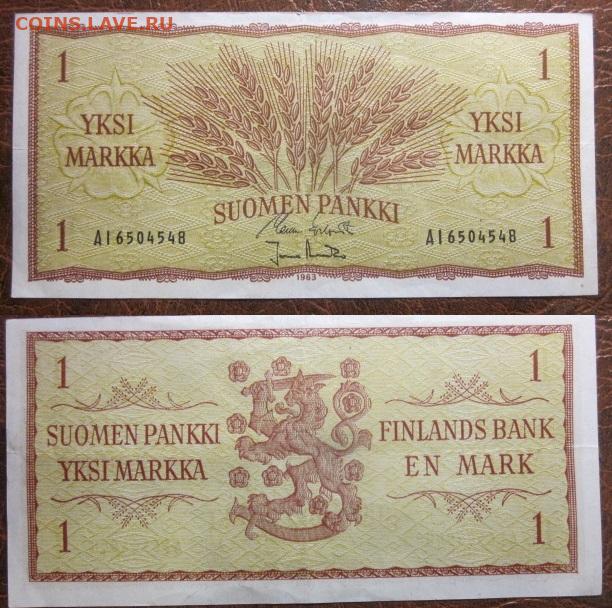 COINS.LAVE.RU
1 1
YKSI YKSI
MARKKA MARKKA
SUOMEN PANKKI
1 1
AI6504548 AI6504548
1963
1 1
SUOMEN PANKKI FINLANDS BANK
YKSI MARKKA EN MARK
1 1